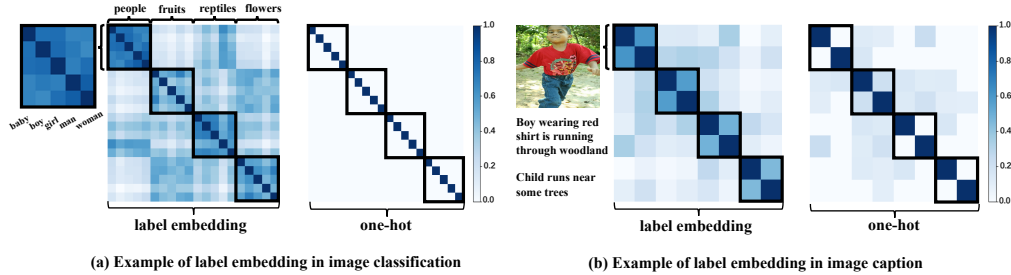 people fruits reptiles flowers
baby boy girl man woman
1.0
0.8
0.6
0.4
0.2
0.0
label embedding
one-hot
(a) Example of label embedding in image classification
Boy wearing red
shirt is running
through woodland
Child runs near
some trees
1.0
0.8
0.6
0.4
0.2
0.0
label embedding
one-hot
(b) Example of label embedding in image caption